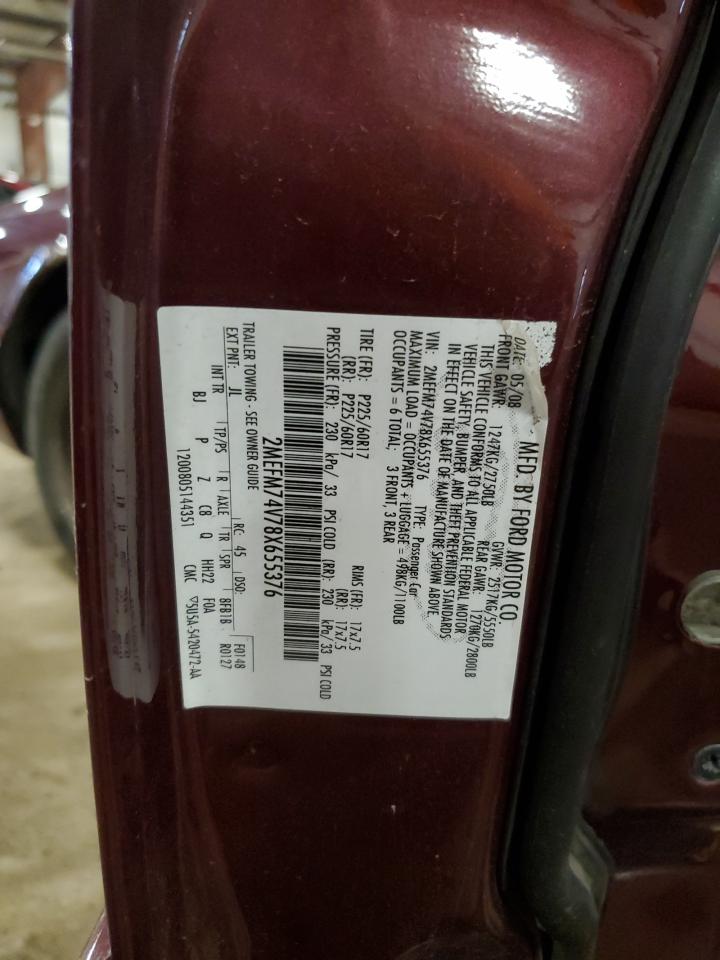 MFD. BY FORD MOTOR CO.
DATE: 05/08 GVWR: 2517KG/5550LB
FRONT GAWR: 1247KG/2750LB REAR GAWR: 1270KG/2800LB
THIS VEHICLE CONFORMS TO ALL APPLICABLE FEDERAL MOTOR
VEHICLE SAFETY, BUMPER, AND THEFT PREVENTION STANDARDS
IN EFFECT ON THE DATE OF MANUFACTURE SHOWN ABOVE.
VIN: 2MEFM74V78X655376 TYPE: Passenger Car
MAXIMUM LOAD = OCCUPANTS + LUGGAGE = 498KG/1100LB
OCCUPANTS = 6 TOTAL; 3 FRONT, 3 REAR
TIRE (FR): P225/60R17 RIMS (FR): 17x7.5
(RR): P225/60R17 (RR): 17x7.5
PRESSURE (FR): 230 kPa/ 33 PSI COLD (RR): 230 kPa/ 33 PSI COLD
2MEFM74V78X655376
TRAILER TOWING - SEE OWNER GUIDE
EXT PNT: JL RC: 45 DSO: F0148
R0127
INT TR TP/PS R AXLE TR SPR 8FB1B
BJ P Z CB Q HH22 F0A
1200805144351 CMC 5USA-5420472-AA